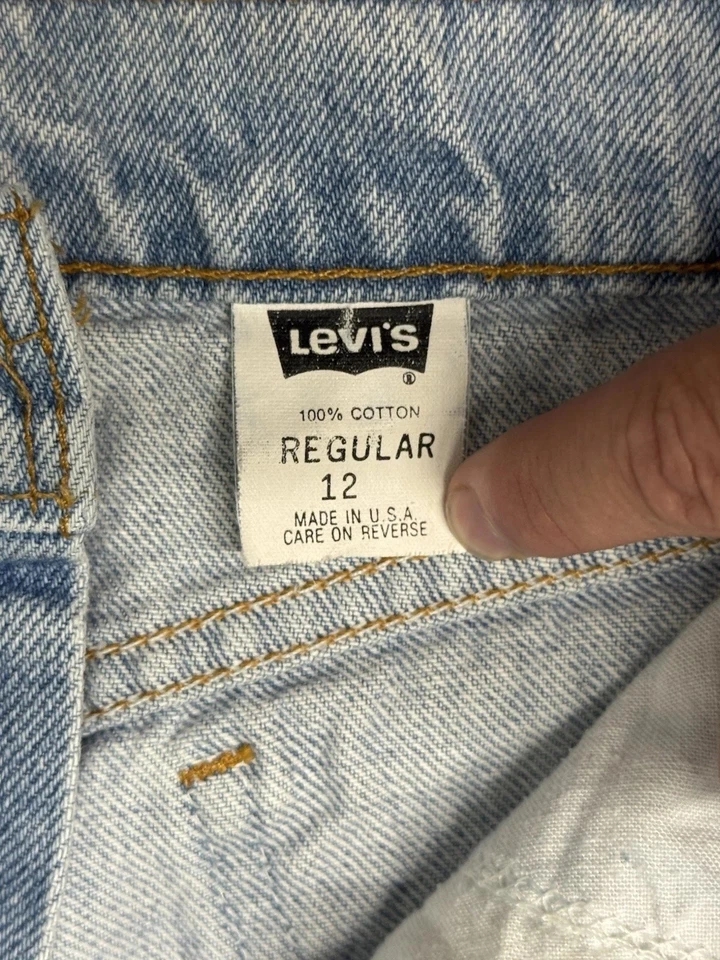 Levi's
®
100% COTTON
REGULAR
12
MADE IN U.S.A.
CARE ON REVERSE